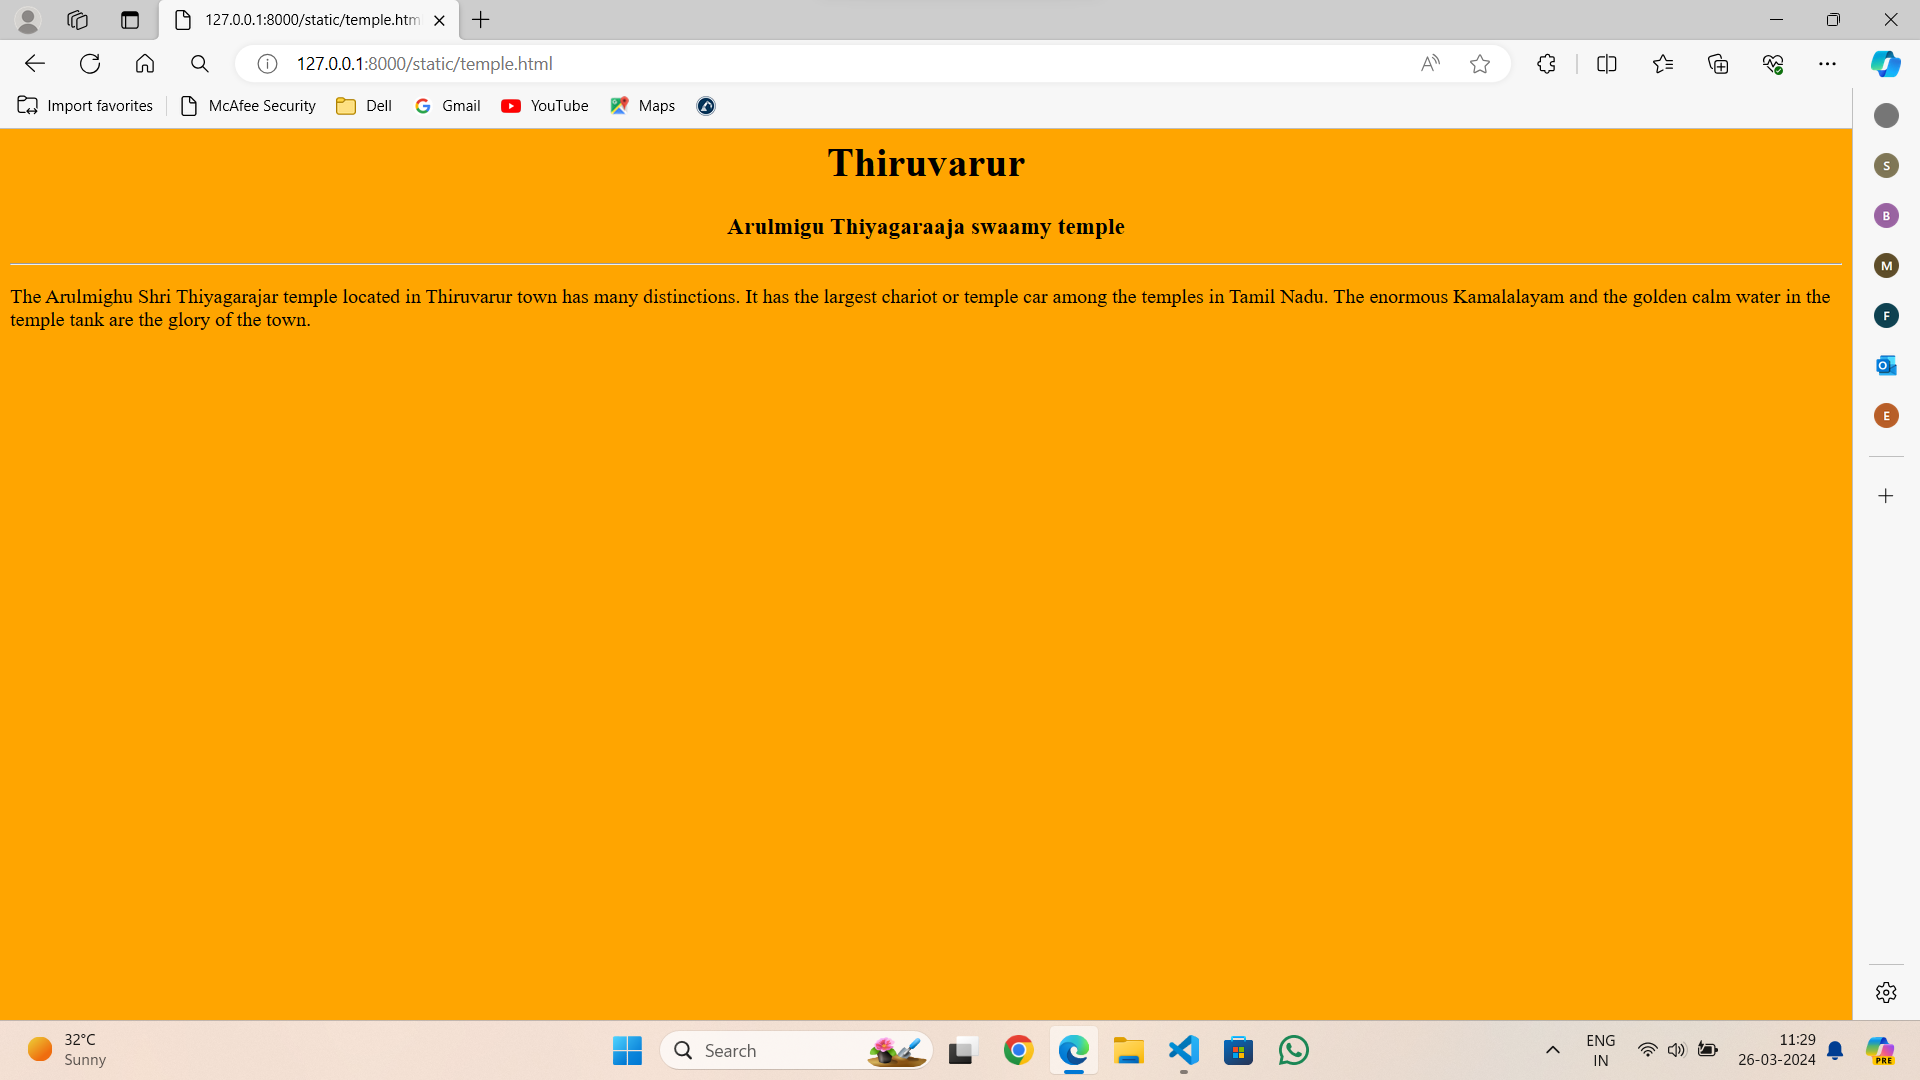 127.0.0.1:8000/static/temple.htm
127.0.0.1:8000/static/temple.html
Import favorites McAfee Security Dell Gmail YouTube Maps
Thiruvarur
Arulmigu Thiyagaraaja swaamy temple
The Arulmighu Shri Thiyagarajar temple located in Thiruvarur town has many distinctions. It has the largest chariot or temple car among the temples in Tamil Nadu. The enormous Kamalalayam and the golden calm water in the
temple tank are the glory of the town.
S
B
M
F
E
32°C
Sunny
Search
ENG
IN
11:29
26-03-2024
PRE